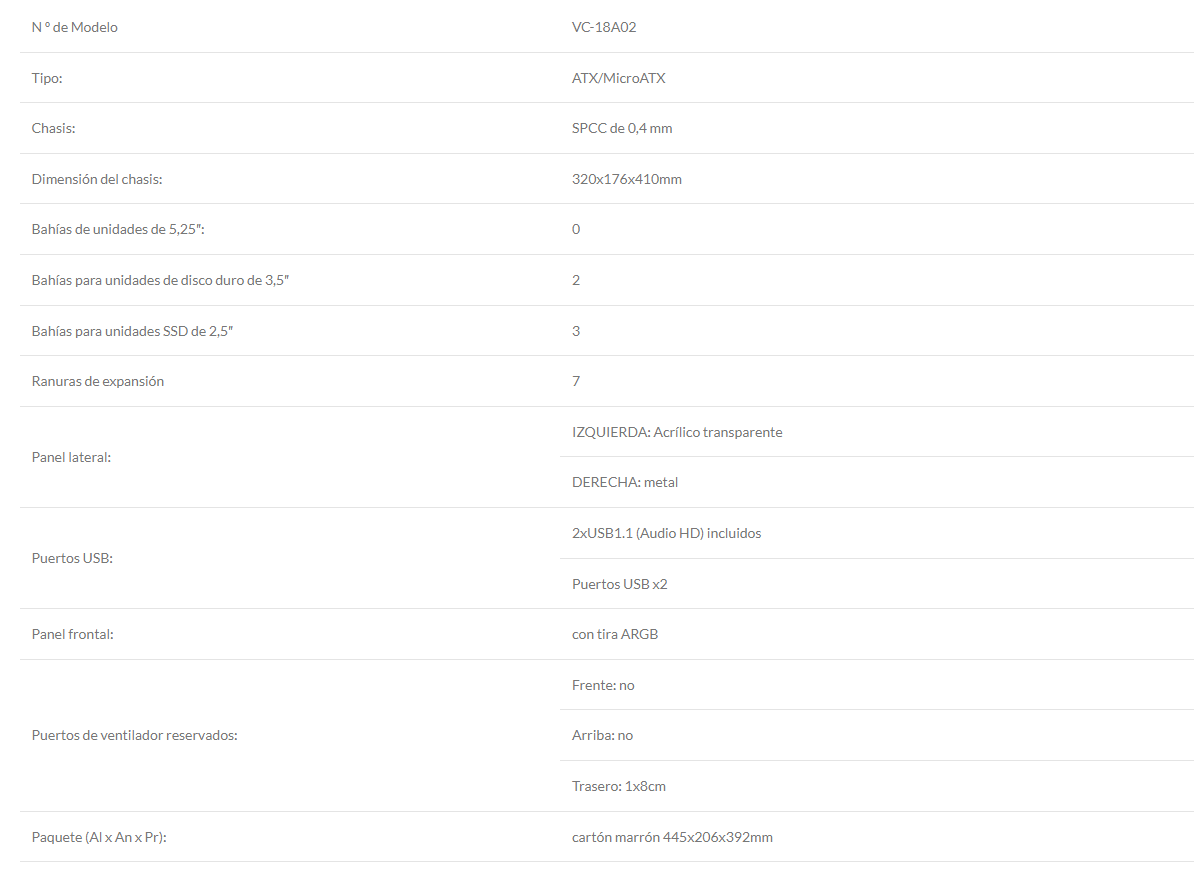 N º de Modelo
VC-18A02
Tipo:
ATX/MicroATX
Chasis:
SPCC de 0,4 mm
Dimensión del chasis:
320x176x410mm
Bahías de unidades de 5,25″:
0
Bahías para unidades de disco duro de 3,5″
2
Bahías para unidades SSD de 2,5″
3
Ranuras de expansión
7
Panel lateral:
IZQUIERDA: Acrílico transparente
DERECHA: metal
Puertos USB:
2xUSB1.1 (Audio HD) incluidos
Puertos USB x2
Panel frontal:
con tira ARGB
Puertos de ventilador reservados:
Frente: no
Arriba: no
Trasero: 1x8cm
Paquete (Al x An x Pr):
cartón marrón 445x206x392mm